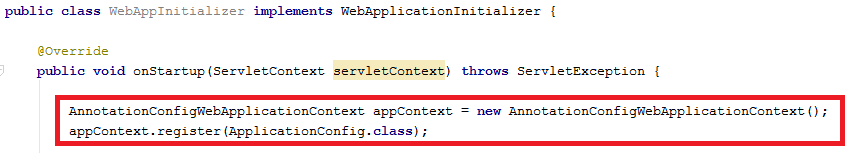 public class WebAppInitializer implements WebApplicationInitializer {
@Override
public void onStartup(ServletContext servletContext) throws ServletException {
AnnotationConfigWebApplicationContext appContext = new AnnotationConfigWebApplicationContext();
appContext.register(ApplicationConfig.class);